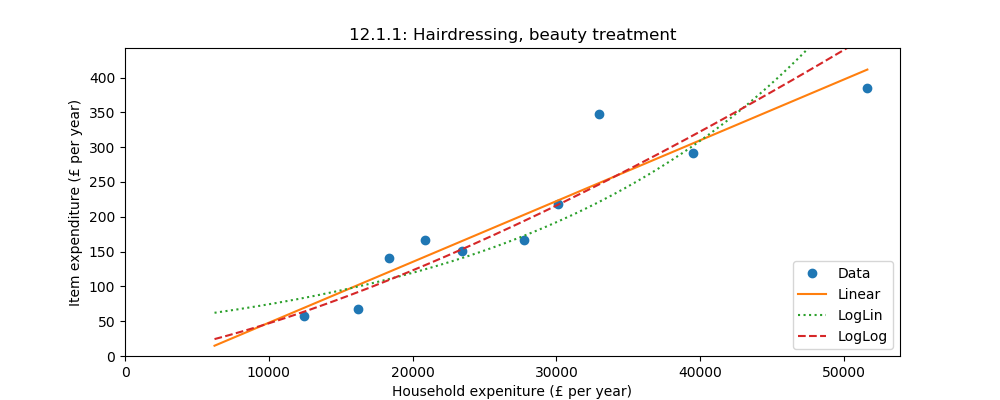 12.1.1: Hairdressing, beauty treatment
Item expenditure (£ per year)
400
350
300
250
200
150
100
50
0
0 10000 20000 30000 40000 50000
Household expeniture (£ per year)
Data
Linear
LogLin
LogLog